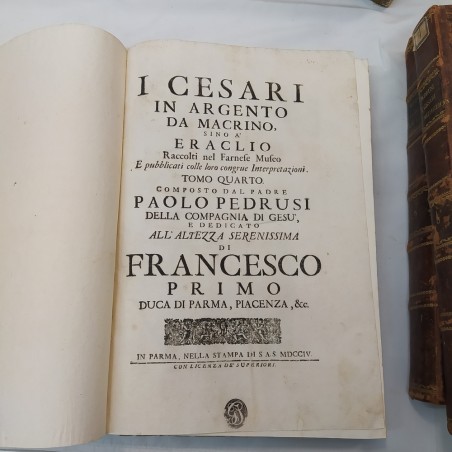 I CESARI
IN ARGENTO
DA MACRINO,
SINO A'
ERACLIO
Raccolti nel Farnese Museo
E pubblicati colle loro congrue Interpretazioni.
TOMO QUARTO.
COMPOSTO DAL PADRE
PAOLO PEDRUSI
DELLA COMPAGNIA DI GESU',
E DEDICATO
ALL'ALTEZZA SERENISSIMA
DI
FRANCESCO
PRIMO
DUCA DI PARMA, PIACENZA, &c.
IN PARMA, NELLA STAMPA DI S.A.S. MDCCIV.
CON LICENZA DE' SUPERIORI.